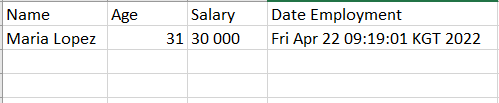 Name Age Salary Date Employment
Maria Lopez 31 30 000 Fri Apr 22 09:19:01 KGT 2022